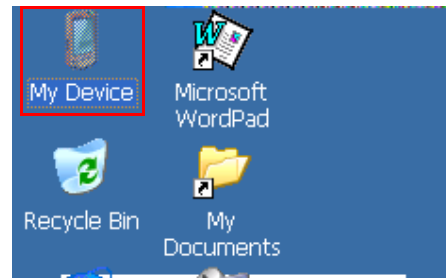 My Device
Microsoft
WordPad
Recycle Bin
My
Documents